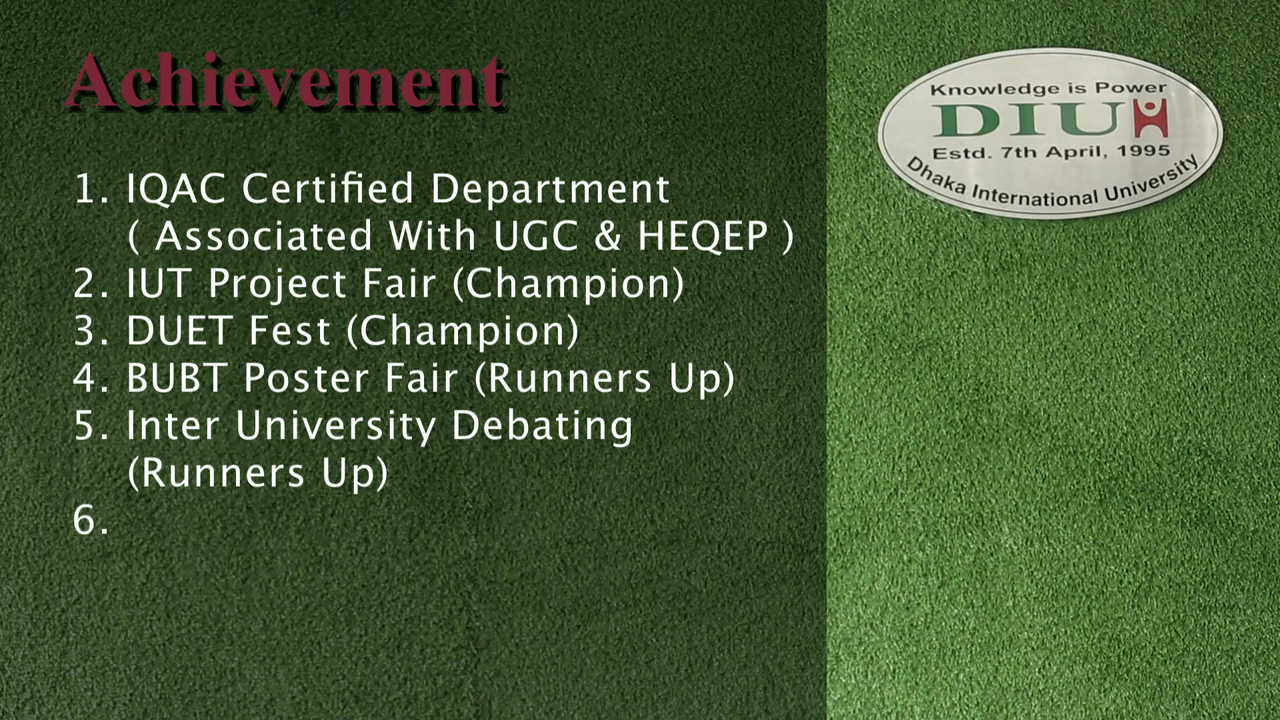 Achievement
1. IQAC Certified Department
( Associated With UGC & HEQEP )
2. IUT Project Fair (Champion)
3. DUET Fest (Champion)
4. BUBT Poster Fair (Runners Up)
5. Inter University Debating
(Runners Up)
6.
Knowledge is Power
DIU
Estd. 7th April, 1995
Dhaka International University